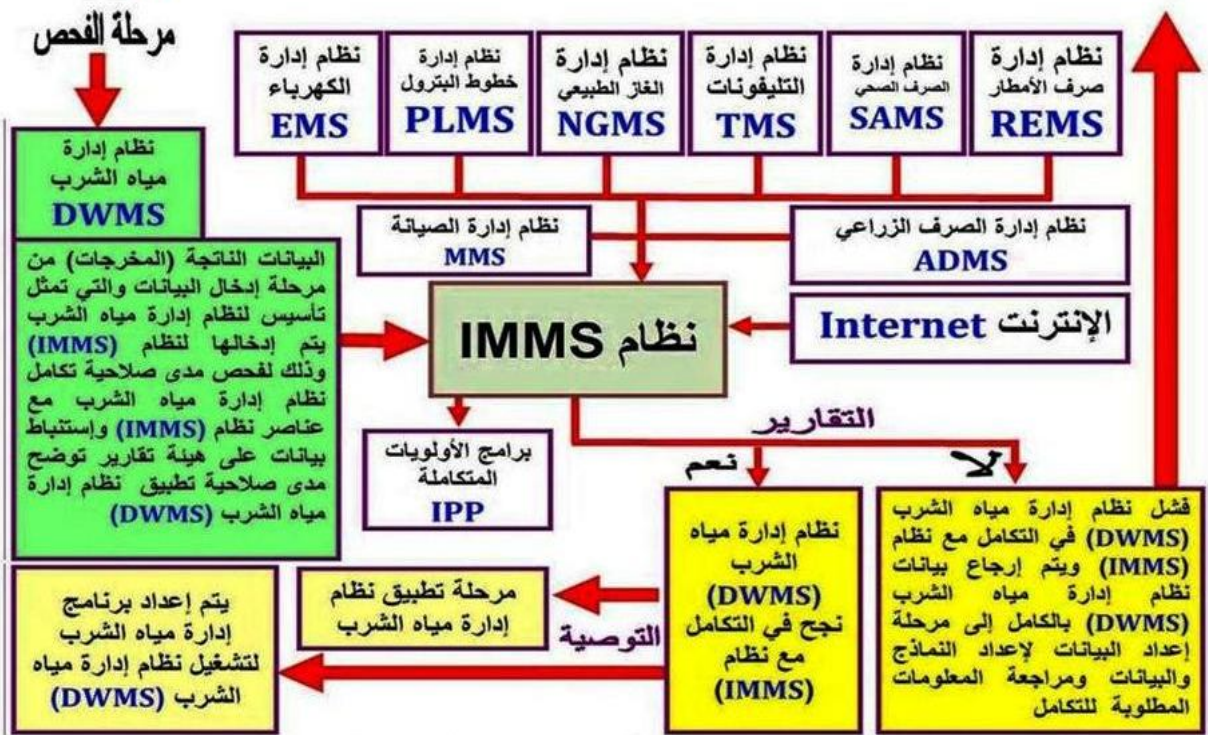 مرحلة الفحص
نظام إدارة
الكهرباء
EMS
نظام إدارة
خطوط البترول
PLMS
نظام إدارة
الغاز الطبيعي
NGMS
نظام إدارة
التليفونات
TMS
نظام إدارة
الصرف الصحي
SAMS
نظام إدارة
صرف الأمطار
REMS
نظام إدارة
مياه الشرب
DWMS
نظام إدارة الصيانة
MMS
نظام إدارة الصرف الزراعي
ADMS
البيانات الناتجة (المخرجات) من
مرحلة إدخال البيانات والتي تمثل
تأسيس لنظام إدارة مياه الشرب
يتم إدخالها لنظام (IMMS)
وذلك لفحص مدى صلاحية تكامل
نظام إدارة مياه الشرب مع
عناصر نظام (IMMS) وإستنباط
بيانات على هيئة تقارير توضح
مدى صلاحية تطبيق نظام إدارة
مياه الشرب (DWMS)
نظام IMMS
الإنترنت Internet
التقارير
نعم
لا
برامج الأولويات
المتكاملة
IPP
نظام إدارة مياه
الشرب
(DWMS)
نجح في التكامل
مع نظام
(IMMS)
فشل نظام إدارة مياه الشرب
(DWMS) في التكامل مع نظام
(IMMS) ويتم إرجاع بيانات
نظام إدارة مياه الشرب
(DWMS) بالكامل إلى مرحلة
إعداد البيانات لإعداد النماذج
والبيانات ومراجعة المعلومات
المطلوبة للتكامل
مرحلة تطبيق نظام
إدارة مياه الشرب
التوصية
يتم إعداد برنامج
إدارة مياه الشرب
لتشغيل نظام إدارة مياه
الشرب (DWMS)